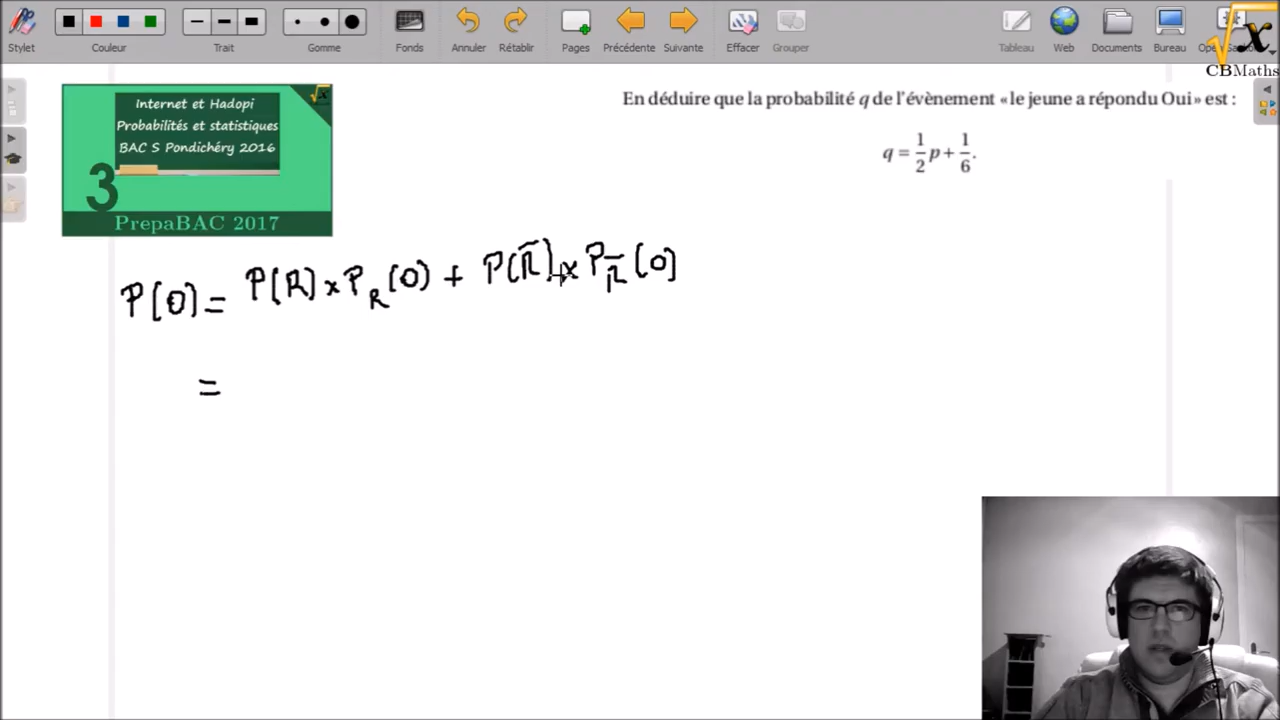 Stylet Couleur Trait Gomme Fonds Annuler Rétablir Pages Précédente Suivante Effacer Grouper Tableau Web Documents Bureau
CBMaths
Internet et Hadopi
Probabilités et statistiques
BAC S Pondichéry 2016
3
PrepaBAC 2017
En déduire que la probabilité q de l'évènement « le jeune a répondu Oui » est :
q = 1/2 p + 1/6.
P(O) = P(R) × P_R(O) + P(R̄) × P_R̄(O)
=